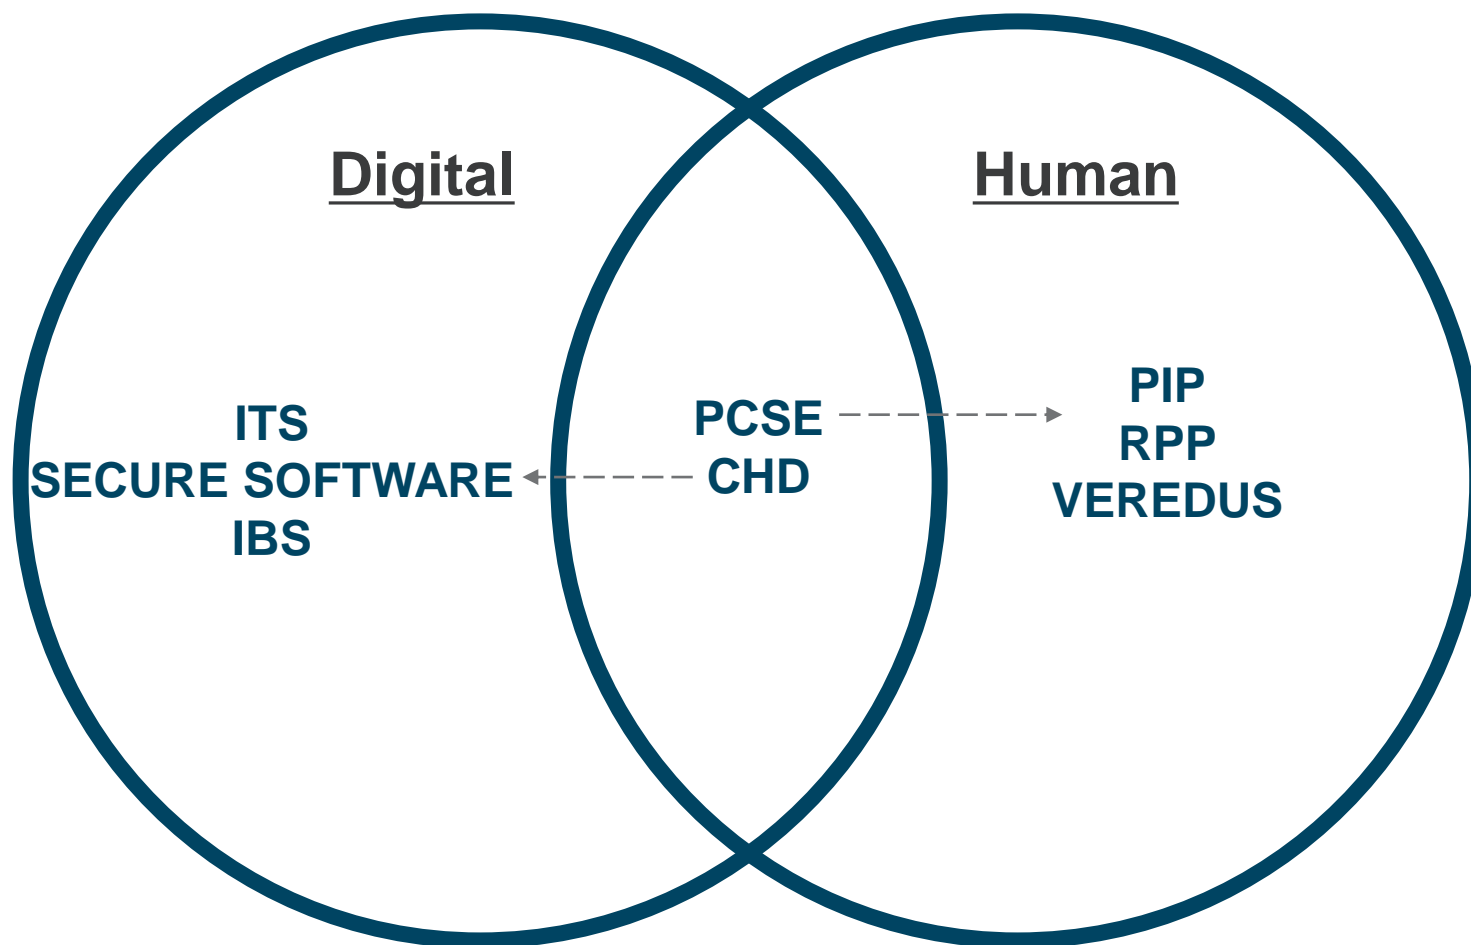 Digital
Human
ITS
SECURE SOFTWARE
IBS
PCSE
CHD
PIP
RPP
VEREDUS